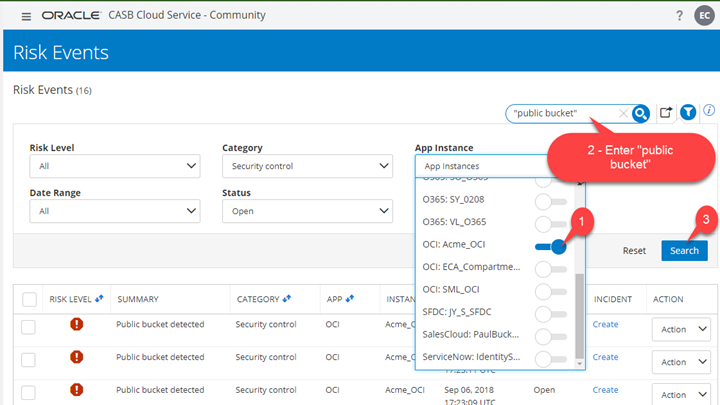 ORACLE CASB Cloud Service - Community ? EC
Risk Events
Risk Events (16)
"public bucket"
2 - Enter "public
bucket"
Risk Level
All
Category
Security control
App Instance
App Instances
Date Range
All
Status
Open
O365: SY_0208
O365: VL_O365
OCI: Acme_OCI
OCI: ECA_Compartme...
OCI: SML_OCI
SFDC: JY_S_SFDC
SalesCloud: PaulBuck...
ServiceNow: IdentityS...
1
3
Reset Search
RISK LEVEL SUMMARY CATEGORY APP INSTAN INCIDENT ACTION
Public bucket detected Security control OCI Acme_ Create Action
Public bucket detected Security control OCI Acme_ Create Action
Public bucket detected Security control OCI Acme_OCI Sep 06, 2018 Open Create Action
17:23:09 UTC